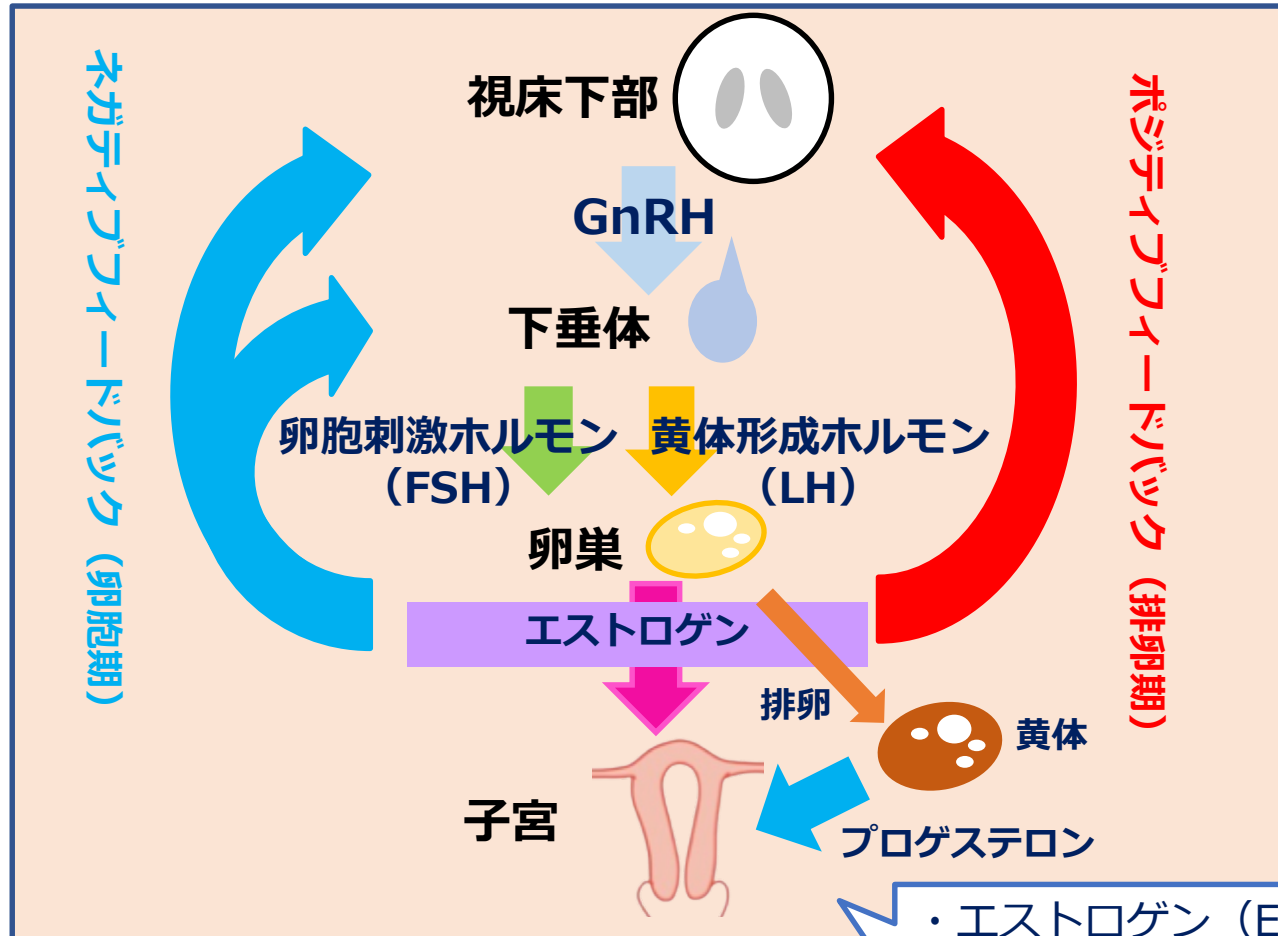 視床下部
ネガティブフィードバック（卵胞期）
ポジティブフィードバック（排卵期）
GnRH
下垂体
卵胞刺激ホルモン
（FSH）
黄体形成ホルモン
（LH）
卵巣
エストロゲン
排卵
黄体
子宮
プロゲステロン
・エストロゲン（E